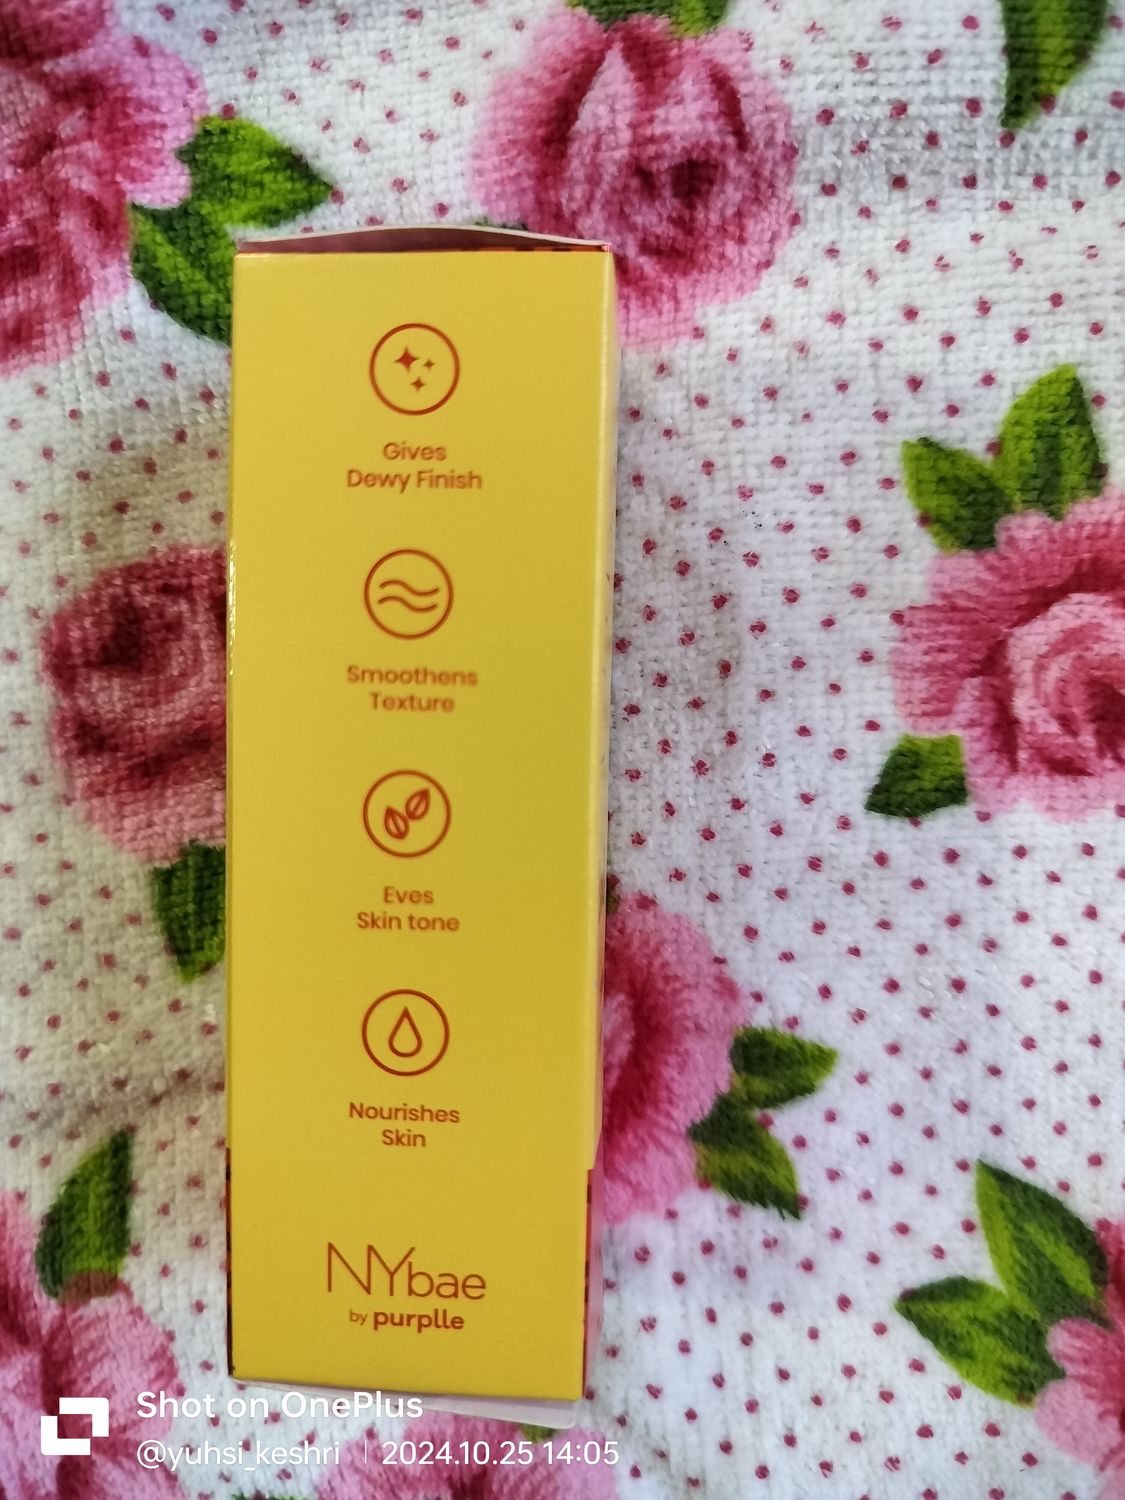 Gives
Dewy Finish
Smoothens
Texture
Eves
Skin tone
Nourishes
Skin
NYbae
by purplle
Shot on OnePlus
@yuhsi_keshri | 2024.10.25 14:05